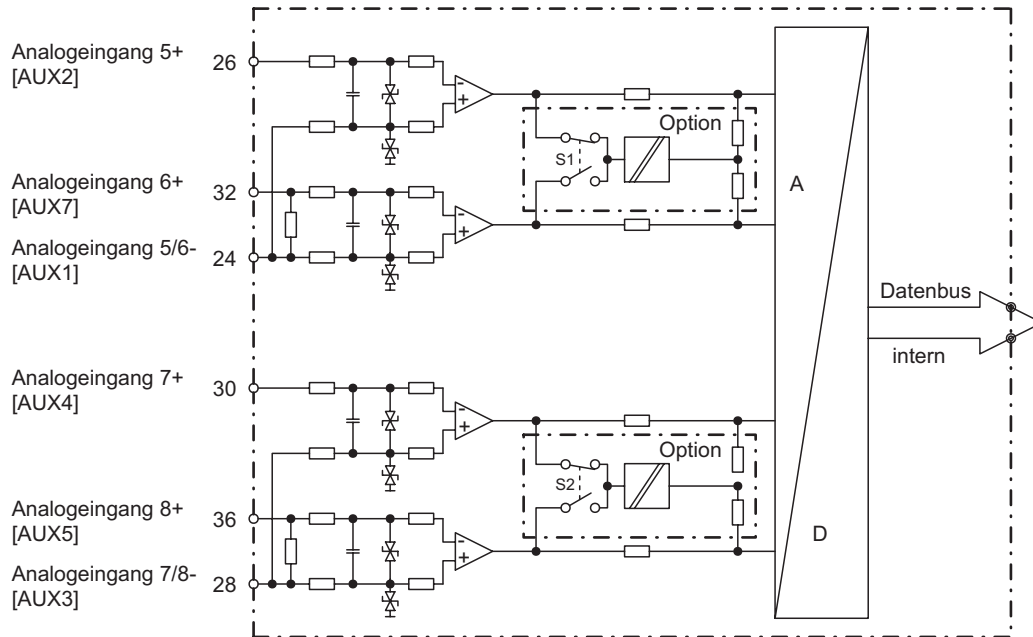 Analogeingang 5+
[AUX2]
26
Analogeingang 6+
[AUX7]
32
Analogeingang 5/6-
[AUX1]
24
Option
S1
A
Datenbus
intern
Analogeingang 7+
[AUX4]
30
Analogeingang 8+
[AUX5]
36
Analogeingang 7/8-
[AUX3]
28
Option
S2
D